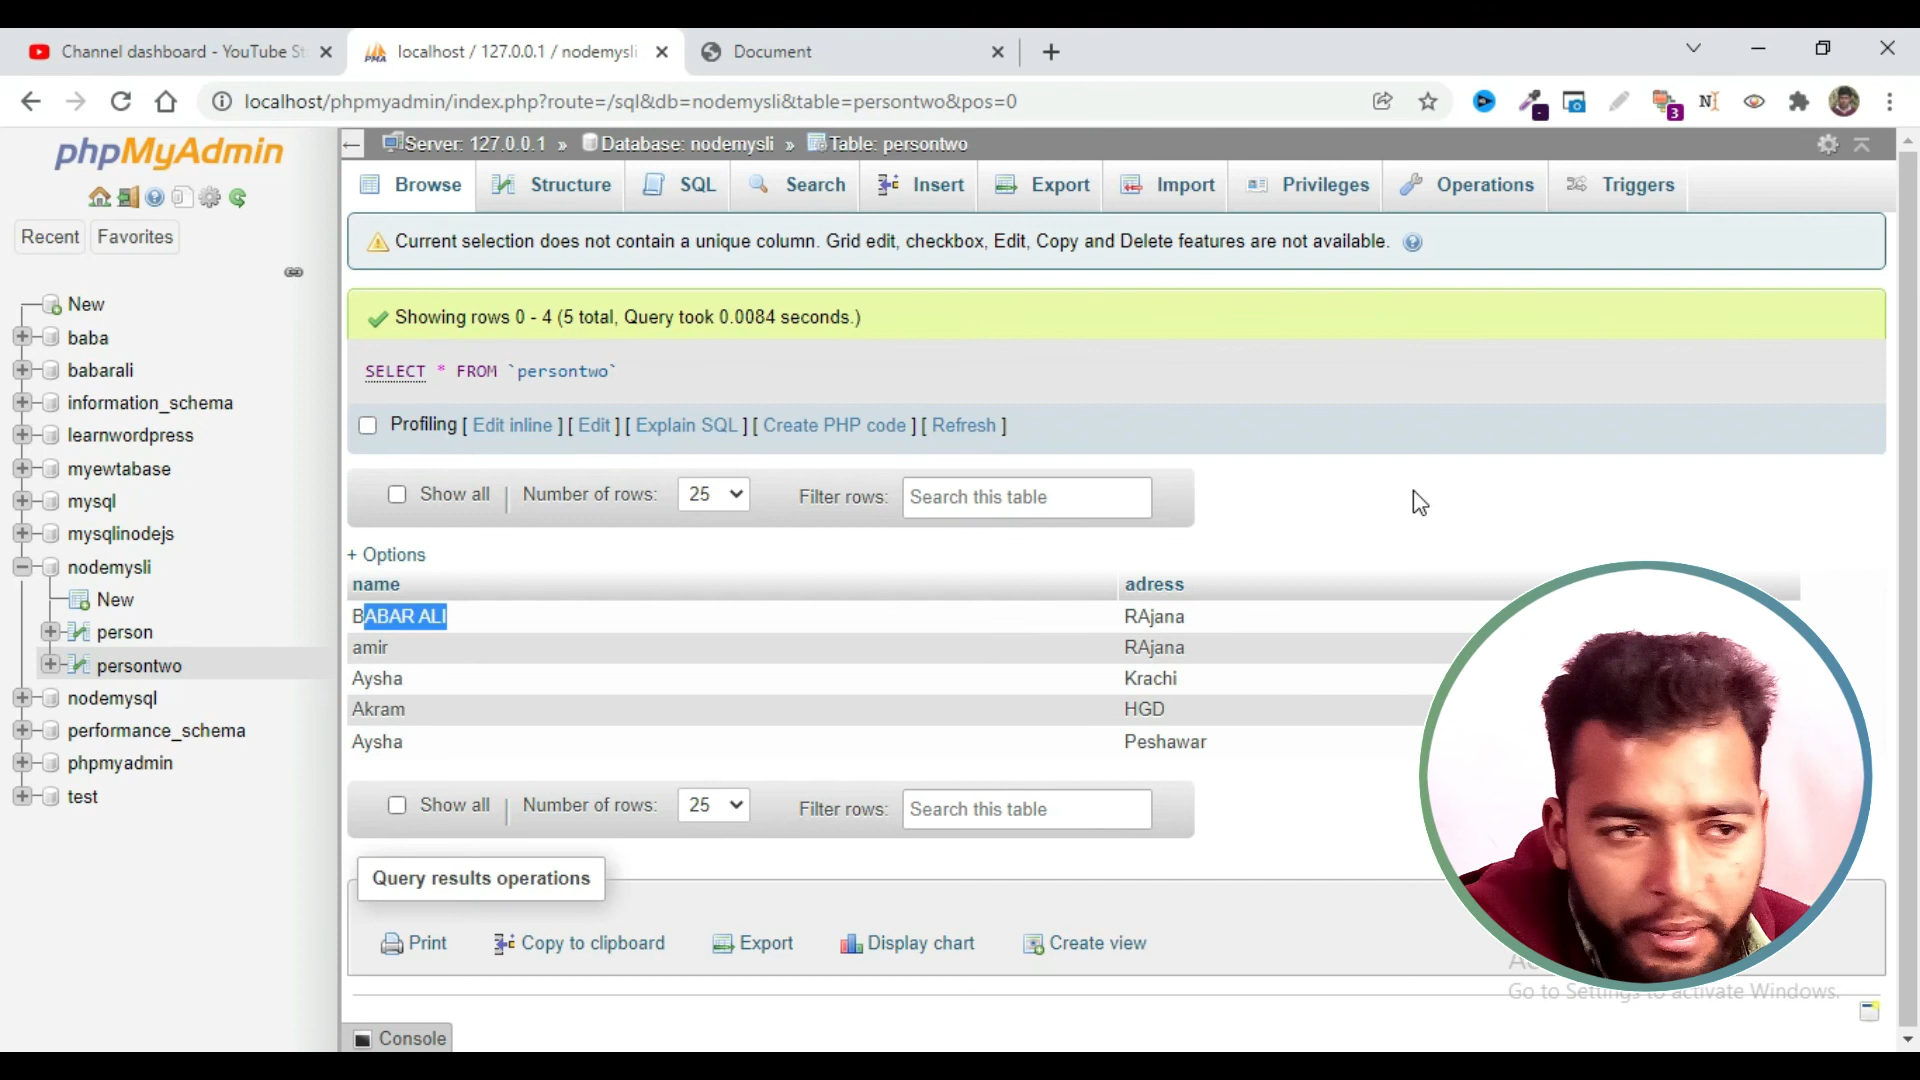 Channel dashboard - YouTube St
localhost / 127.0.0.1 / nodemysli
Document
localhost/phpmyadmin/index.php?route=/sql&db=nodemysli&table=persontwo&pos=0
3
phpMyAdmin
Recent
Favorites
New
baba
babarali
information_schema
learnwordpress
myewtabase
mysql
mysqlinodejs
nodemysli
New
person
persontwo
nodemysql
performance_schema
phpmyadmin
test
Server: 127.0.0.1 » Database: nodemysli » Table: persontwo
Browse
Structure
SQL
Search
Insert
Export
Import
Privileges
Operations
Triggers
Current selection does not contain a unique column. Grid edit, checkbox, Edit, Copy and Delete features are not available.
Showing rows 0 - 4 (5 total, Query took 0.0084 seconds.)
SELECT * FROM `persontwo`
Profiling [ Edit inline ] [ Edit ] [ Explain SQL ] [ Create PHP code ] [ Refresh ]
Show all | Number of rows: 25 Filter rows: Search this table
+ Options
name adress
BABAR ALI RAjana
amir RAjana
Aysha Krachi
Akram HGD
Aysha Peshawar
Show all | Number of rows: 25 Filter rows: Search this table
Query results operations
Print
Copy to clipboard
Export
Display chart
Create view
Go to Settings to activate Windows.
Console